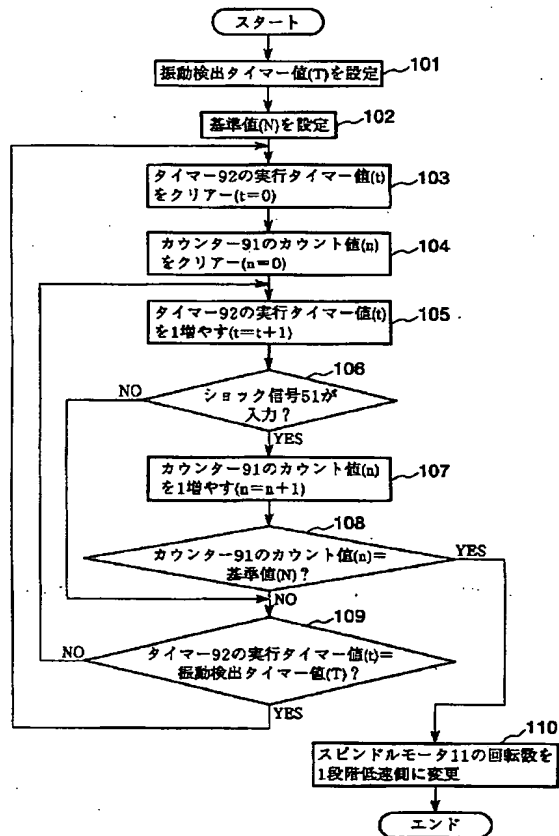 スタート
振動検出タイマー値(T)を設定
101
基準値(N)を設定
102
タイマー92の実行タイマー値(t)
をクリアー(t=0)
103
カウンター91のカウント値(n)
をクリアー(n=0)
104
タイマー92の実行タイマー値(t)
を1増やす(t=t+1)
105
106
NO
ショック信号51が
入力?
YES
カウンター91のカウント値(n)
を1増やす(n=n+1)
107
108
カウンター91のカウント値(n)=
基準値(N)?
YES
NO
109
NO
タイマー92の実行タイマー値(t)=
振動検出タイマー値(T)?
YES
110
スピンドルモータ11の回転数を
1段階低速側に変更
エンド